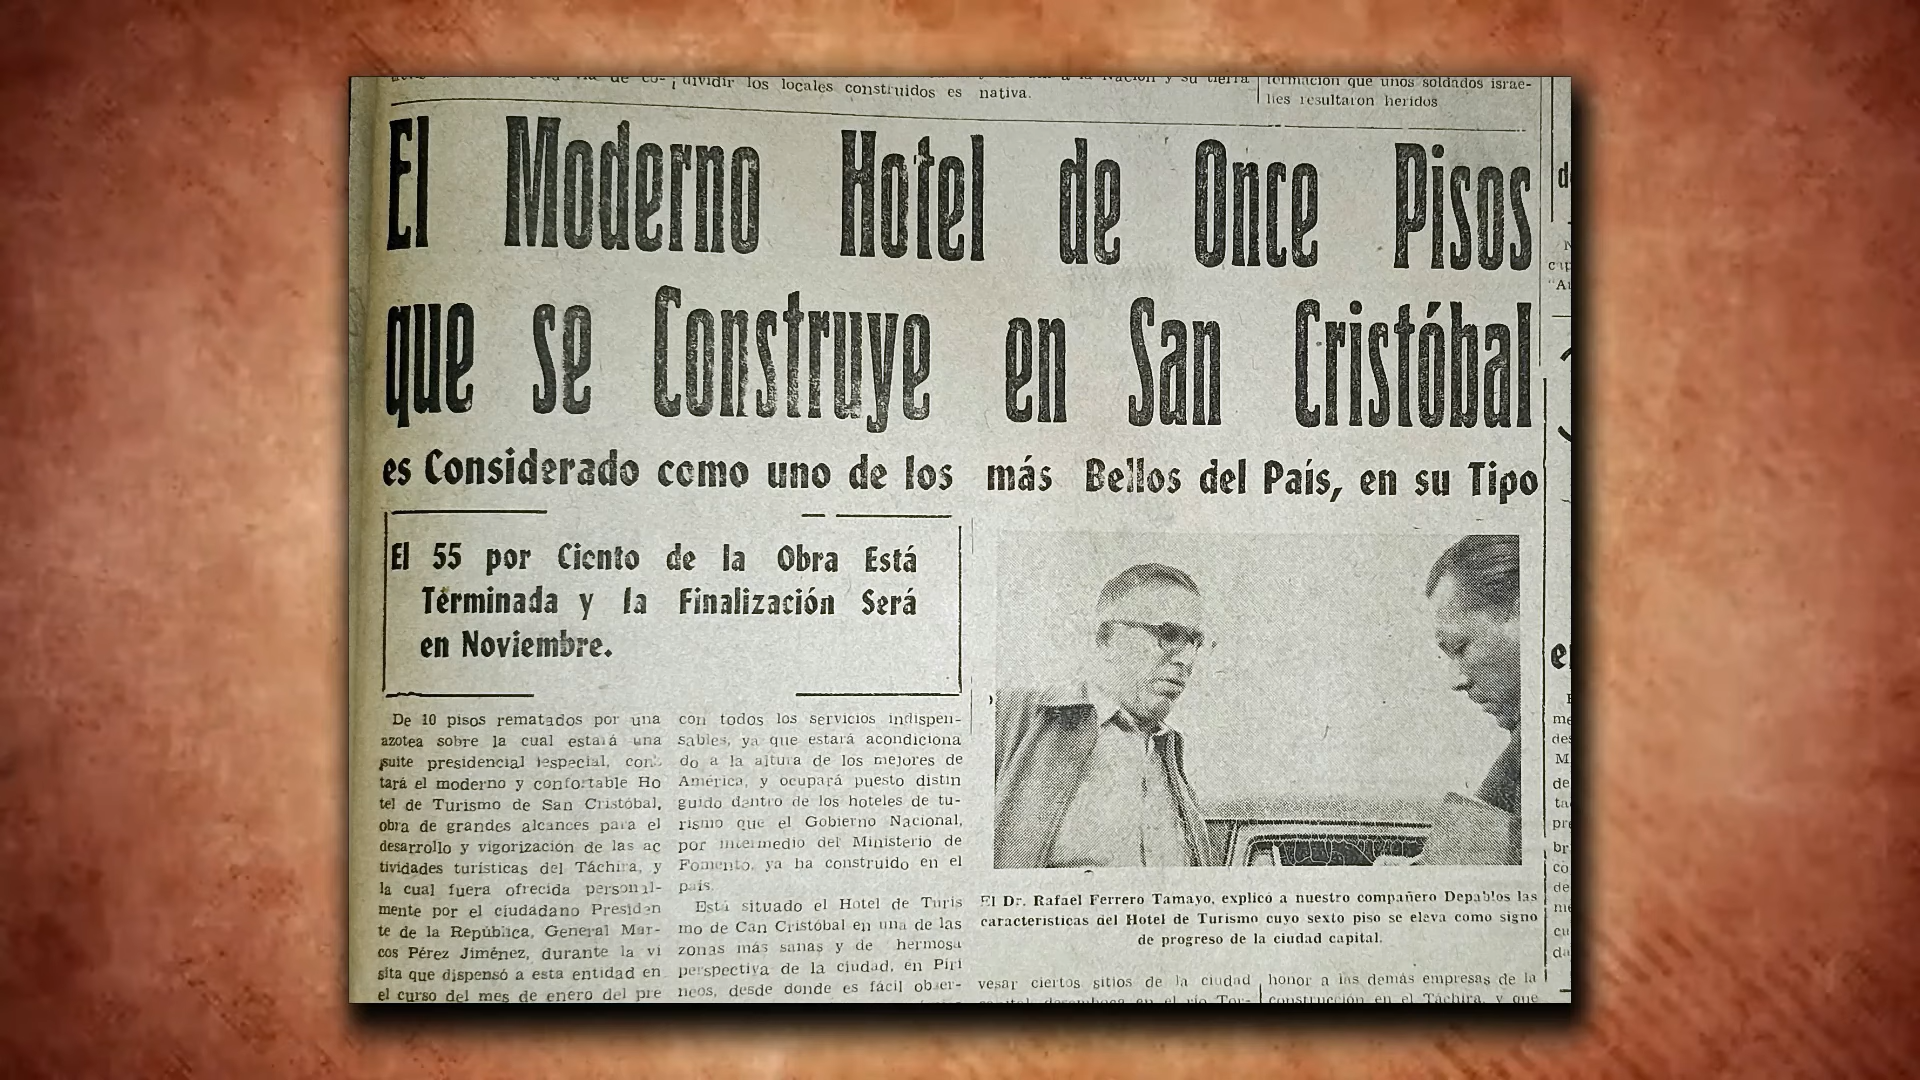 dividir los locales construidos es
nativa.
formación que unos soldados israe-
líes resultaron heridos
El Moderno Hotel de Once Pisos
que se Construye en San Cristóbal
es Considerado como uno de los más Bellos del País, en su Tipo
El 55 por Ciento de la Obra Está
Terminada y la Finalización Será
en Noviembre.
De 10 pisos rematados por una
azotea sobre la cual estará una
suite presidencial especial, con
tará el moderno y confortable Ho
tel de Turismo de San Cristóbal,
obra de grandes alcances para el
desarrollo y vigorización de las ac
tividades turísticas del Táchira, y
la cual fuera ofrecida personal-
mente por el ciudadano Presiden
te de la República, General Mar-
cos Pérez Jiménez, durante la vi
sita que dispensó a esta entidad en
el curso del mes de enero del pre
con todos los servicios indispen-
sables, ya que estará acondiciona
do a la altura de los mejores de
América, y ocupará puesto distin
guido dentro de los hoteles de tu-
rismo que el Gobierno Nacional,
por intermedio del Ministerio de
Fomento, ya ha construido en el
país.
Está situado el Hotel de Turis
mo de Can Cristóbal en una de las
zonas más sanas y de hermosa
perspectiva de la ciudad, en Piri
neos, desde donde es fácil obser-
El Dr. Rafael Ferrero Tamayo, explicó a nuestro compañero Depablos las
características del Hotel de Turismo cuyo sexto piso se eleva como signo
de progreso de la ciudad capital.
vesar ciertos sitios de la ciudad
honor a las demás empresas de la
construcción en el Táchira, y que